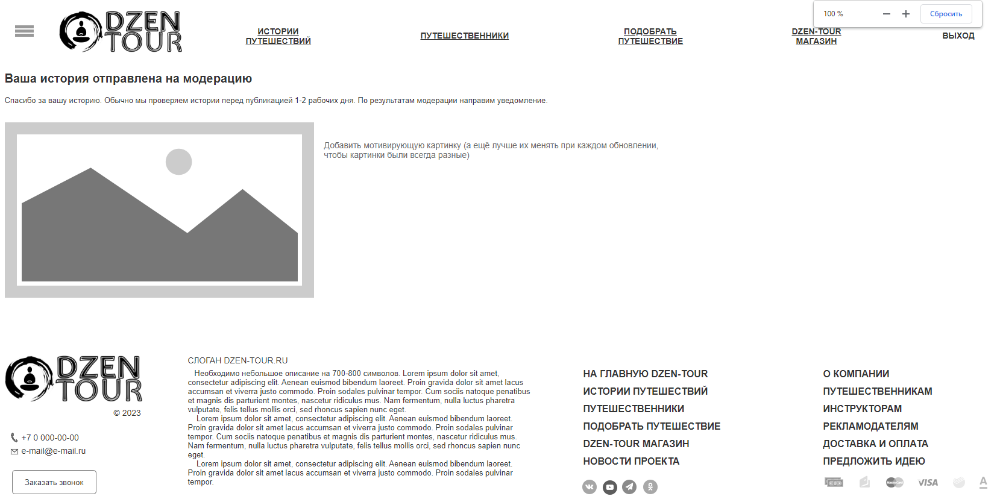 100 %
Сбросить
DZEN
TOUR
ИСТОРИИ
ПУТЕШЕСТВИЙ
ПУТЕШЕСТВЕННИКИ
ПОДОБРАТЬ
ПУТЕШЕСТВИЕ
DZEN-TOUR
МАГАЗИН
ВЫХОД
Ваша история отправлена на модерацию
Спасибо за вашу историю. Обычно мы проверяем истории перед публикацией 1-2 рабочих дня. По результатам модерации направим уведомление.
Добавить мотивирующую картинку (а ещё лучше их менять при каждом обновлении,
чтобы картинки были всегда разные)
DZEN
TOUR
© 2023
+7 0 000-00-00
e-mail@e-mail.ru
Заказать звонок
СЛОГАН DZEN-TOUR.RU
Необходимо небольшое описание на 700-800 символов. Lorem ipsum dolor sit amet,
consectetur adipiscing elit. Aenean euismod bibendum laoreet. Proin gravida dolor sit amet lacus
accumsan et viverra justo commodo. Proin sodales pulvinar tempor. Cum sociis natoque penatibus
et magnis dis parturient montes, nascetur ridiculus mus. Nam fermentum, nulla luctus pharetra
vulputate, felis tellus mollis orci, sed rhoncus sapien nunc eget.
Lorem ipsum dolor sit amet, consectetur adipiscing elit. Aenean euismod bibendum laoreet.
Proin gravida dolor sit amet lacus accumsan et viverra justo commodo. Proin sodales pulvinar
tempor. Cum sociis natoque penatibus et magnis dis parturient montes, nascetur ridiculus mus.
Nam fermentum, nulla luctus pharetra vulputate, felis tellus mollis orci, sed rhoncus sapien nunc
eget.
Lorem ipsum dolor sit amet, consectetur adipiscing elit. Aenean euismod bibendum laoreet.
Proin gravida dolor sit amet lacus accumsan et viverra justo commodo. Proin sodales pulvinar
tempor.
НА ГЛАВНУЮ DZEN-TOUR
ИСТОРИИ ПУТЕШЕСТВИЙ
ПУТЕШЕСТВЕННИКИ
ПОДОБРАТЬ ПУТЕШЕСТВИЕ
DZEN-TOUR МАГАЗИН
НОВОСТИ ПРОЕКТА
О КОМПАНИИ
ПУТЕШЕСТВЕННИКАМ
ИНСТРУКТОРАМ
РЕКЛАМОДАТЕЛЯМ
ДОСТАВКА И ОПЛАТА
ПРЕДЛОЖИТЬ ИДЕЮ
MasterCard
VISA